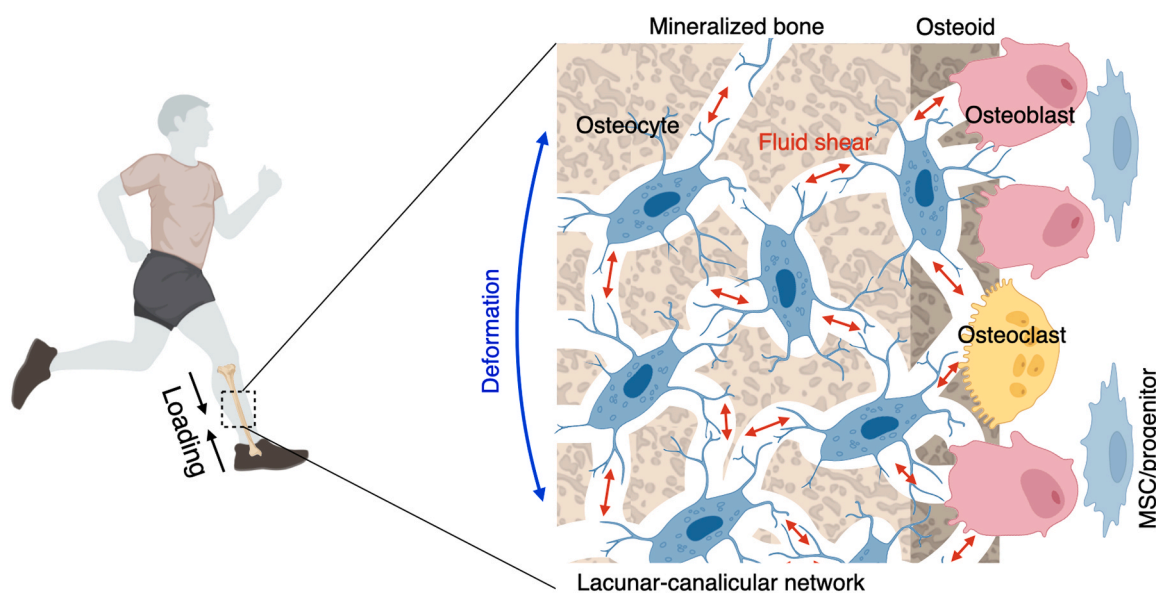 Mineralized bone
Osteoid
Osteocyte
Osteoblast
Fluid shear
Deformation
Osteoclast
Loading
MSC/progenitor
Lacunar-canalicular network